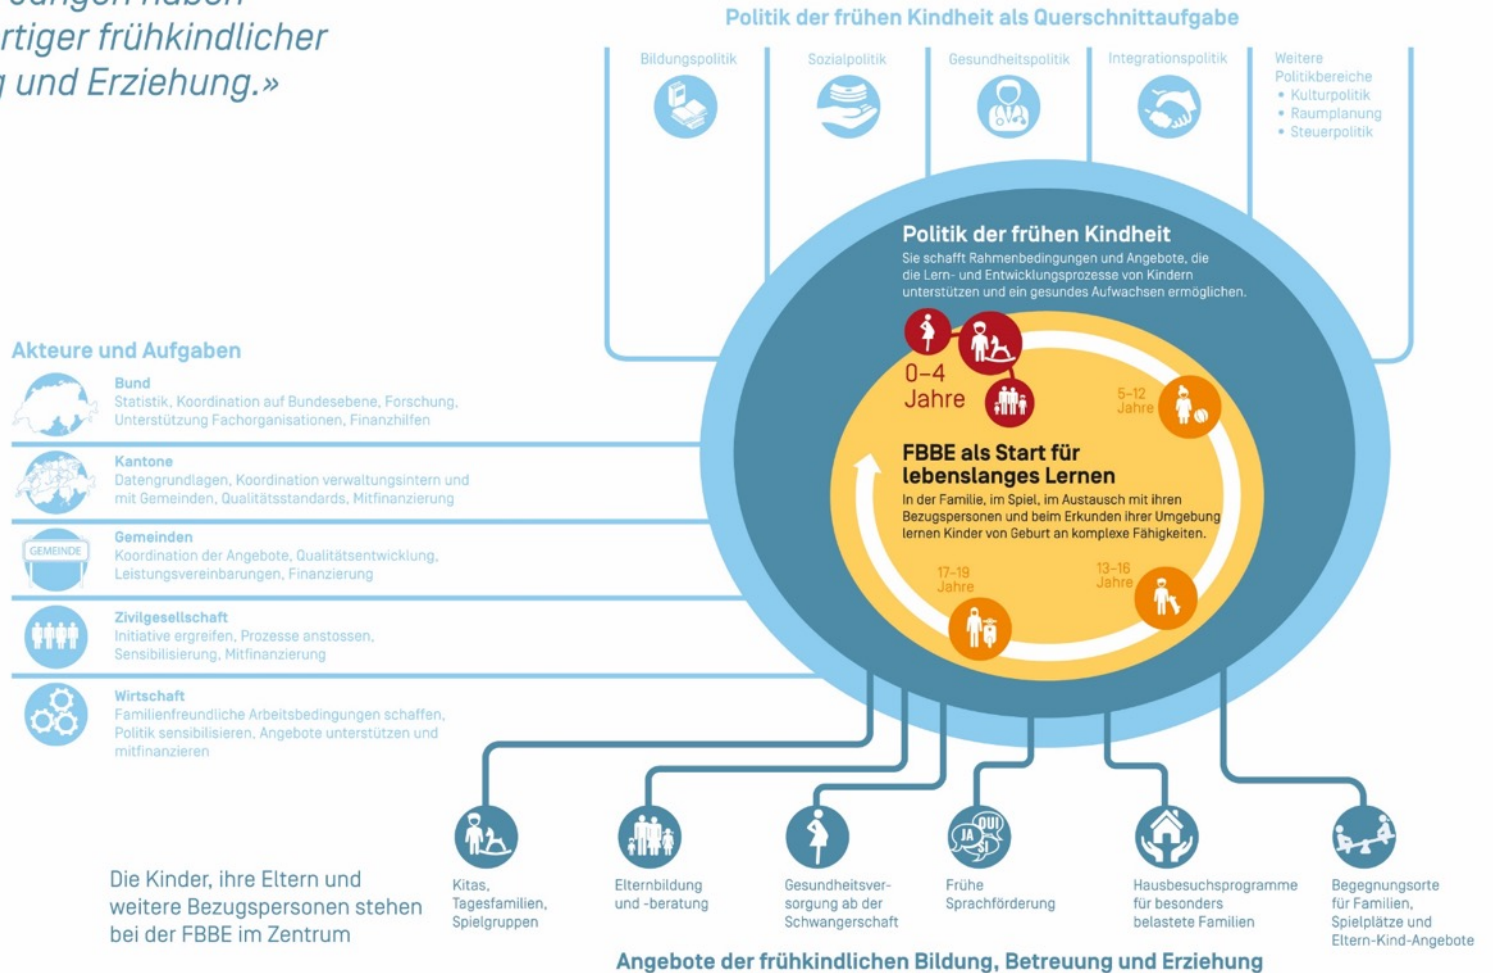 Jungen haben
rtiger frühkindlicher
und Erziehung.»
Politik der frühen Kindheit als Querschnittaufgabe
Bildungspolitik
Sozialpolitik
Gesundheitspolitik
Integrationspolitik
Weitere
Politikbereiche
• Kulturpolitik
• Raumplanung
• Steuerpolitik
Politik der frühen Kindheit
Sie schafft Rahmenbedingungen und Angebote, die
die Lern- und Entwicklungsprozesse von Kindern
unterstützen und ein gesundes Aufwachsen ermöglichen.
0–4
Jahre
5–12
Jahre
FBBE als Start für
lebenslanges Lernen
In der Familie, im Spiel, im Austausch mit ihren
Bezugspersonen und beim Erkunden ihrer Umgebung
lernen Kinder von Geburt an komplexe Fähigkeiten.
17–19
Jahre
13–16
Jahre
Akteure und Aufgaben
Bund
Statistik, Koordination auf Bundesebene, Forschung,
Unterstützung Fachorganisationen, Finanzhilfen
Kantone
Datengrundlagen, Koordination verwaltungsintern und
mit Gemeinden, Qualitätsstandards, Mitfinanzierung
GEMEINDE
Gemeinden
Koordination der Angebote, Qualitätsentwicklung,
Leistungsvereinbarungen, Finanzierung
Zivilgesellschaft
Initiative ergreifen, Prozesse anstossen,
Sensibilisierung, Mitfinanzierung
Wirtschaft
Familienfreundliche Arbeitsbedingungen schaffen,
Politik sensibilisieren, Angebote unterstützen und
mitfinanzieren
Die Kinder, ihre Eltern und
weitere Bezugspersonen stehen
bei der FBBE im Zentrum
Kitas,
Tagesfamilien,
Spielgruppen
Elternbildung
und -beratung
Gesundheitsver-
sorgung ab der
Schwangerschaft
JA
OUI
SI
Frühe
Sprachförderung
Hausbesuchsprogramme
für besonders
belastete Familien
Begegnungsorte
für Familien,
Spielplätze und
Eltern-Kind-Angebote
Angebote der frühkindlichen Bildung, Betreuung und Erziehung